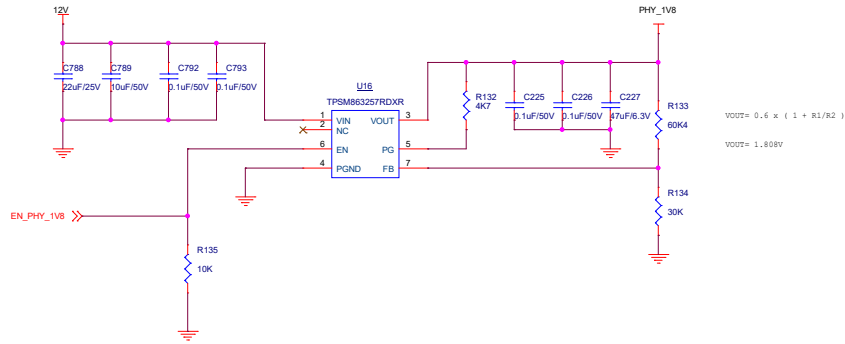 12V
PHY_1V8
C788
C789
C792
C793
22uF/25V
10uF/50V
0.1uF/50V
0.1uF/50V
U16
TPSM863257RDXR
1 VIN
2 NC
6 EN
4 PGND
VOUT 3
PG 5
FB 7
R132
4K7
C225
C226
C227
0.1uF/50V
0.1uF/50V
47uF/6.3V
R133
60K4
VOUT= 0.6 x ( 1 + R1/R2 )
VOUT= 1.808V
R134
30K
EN_PHY_1V8
R135
10K